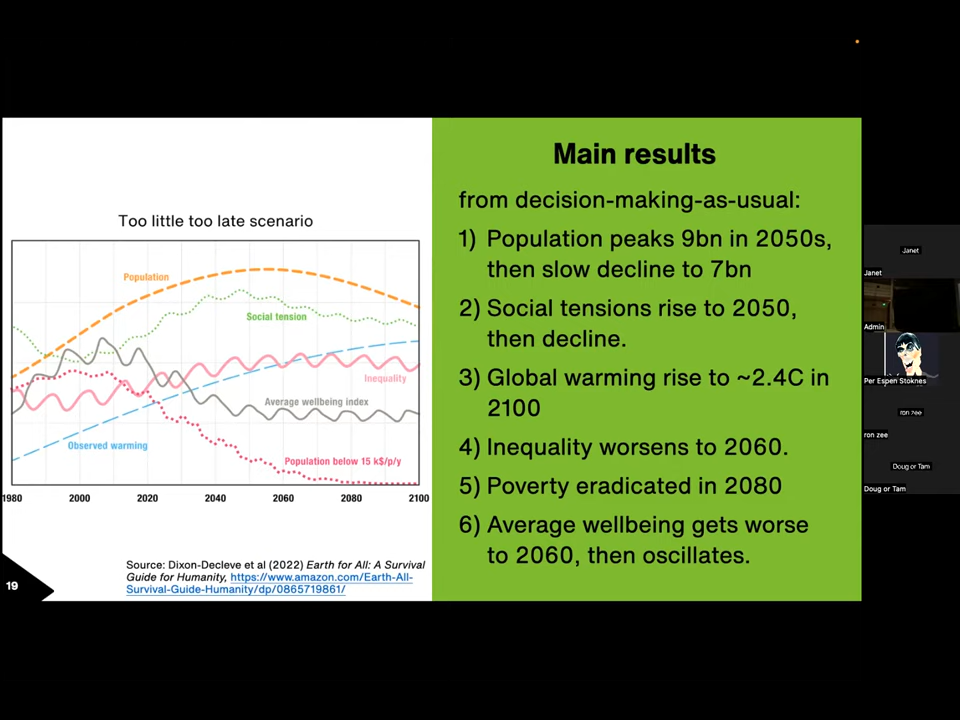 Too little too late scenario
Population
Social tension
Inequality
Average wellbeing index
Observed warming
Population below 15 k$/p/y
1980
2000
2020
2040
2060
2080
2100
Source: Dixon-Decleve et al (2022) Earth for All: A Survival
Guide for Humanity, https://www.amazon.com/Earth-All-
Survival-Guide-Humanity/dp/0865719861/
19
Main results
from decision-making-as-usual:
1) Population peaks 9bn in 2050s,
then slow decline to 7bn
2) Social tensions rise to 2050,
then decline.
3) Global warming rise to ~2.4C in
2100
4) Inequality worsens to 2060.
5) Poverty eradicated in 2080
6) Average wellbeing gets worse
to 2060, then oscillates.
Janet
Janet
Admin
Per Espen Stoknes
ron zee
ron zee
Doug or Tam
Doug or Tam